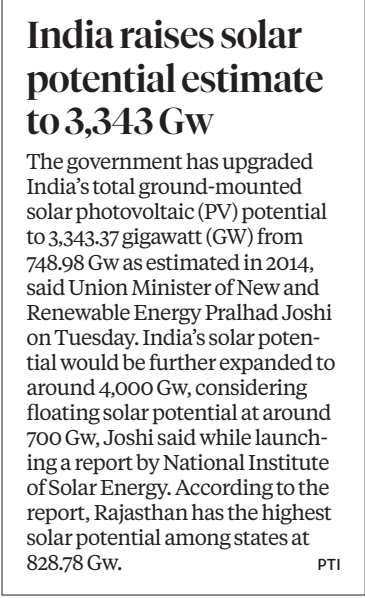 India raises solar
potential estimate
to 3,343 Gw
The government has upgraded
India's total ground-mounted
solar photovoltaic (PV) potential
to 3,343.37 gigawatt (GW) from
748.98 Gw as estimated in 2014,
said Union Minister of New and
Renewable Energy Pralhad Joshi
on Tuesday. India's solar poten-
tial would be further expanded to
around 4,000 Gw, considering
floating solar potential at around
700 Gw, Joshi said while launch-
ing a report by National Institute
of Solar Energy. According to the
report, Rajasthan has the highest
solar potential among states at
828.78 Gw. PTI